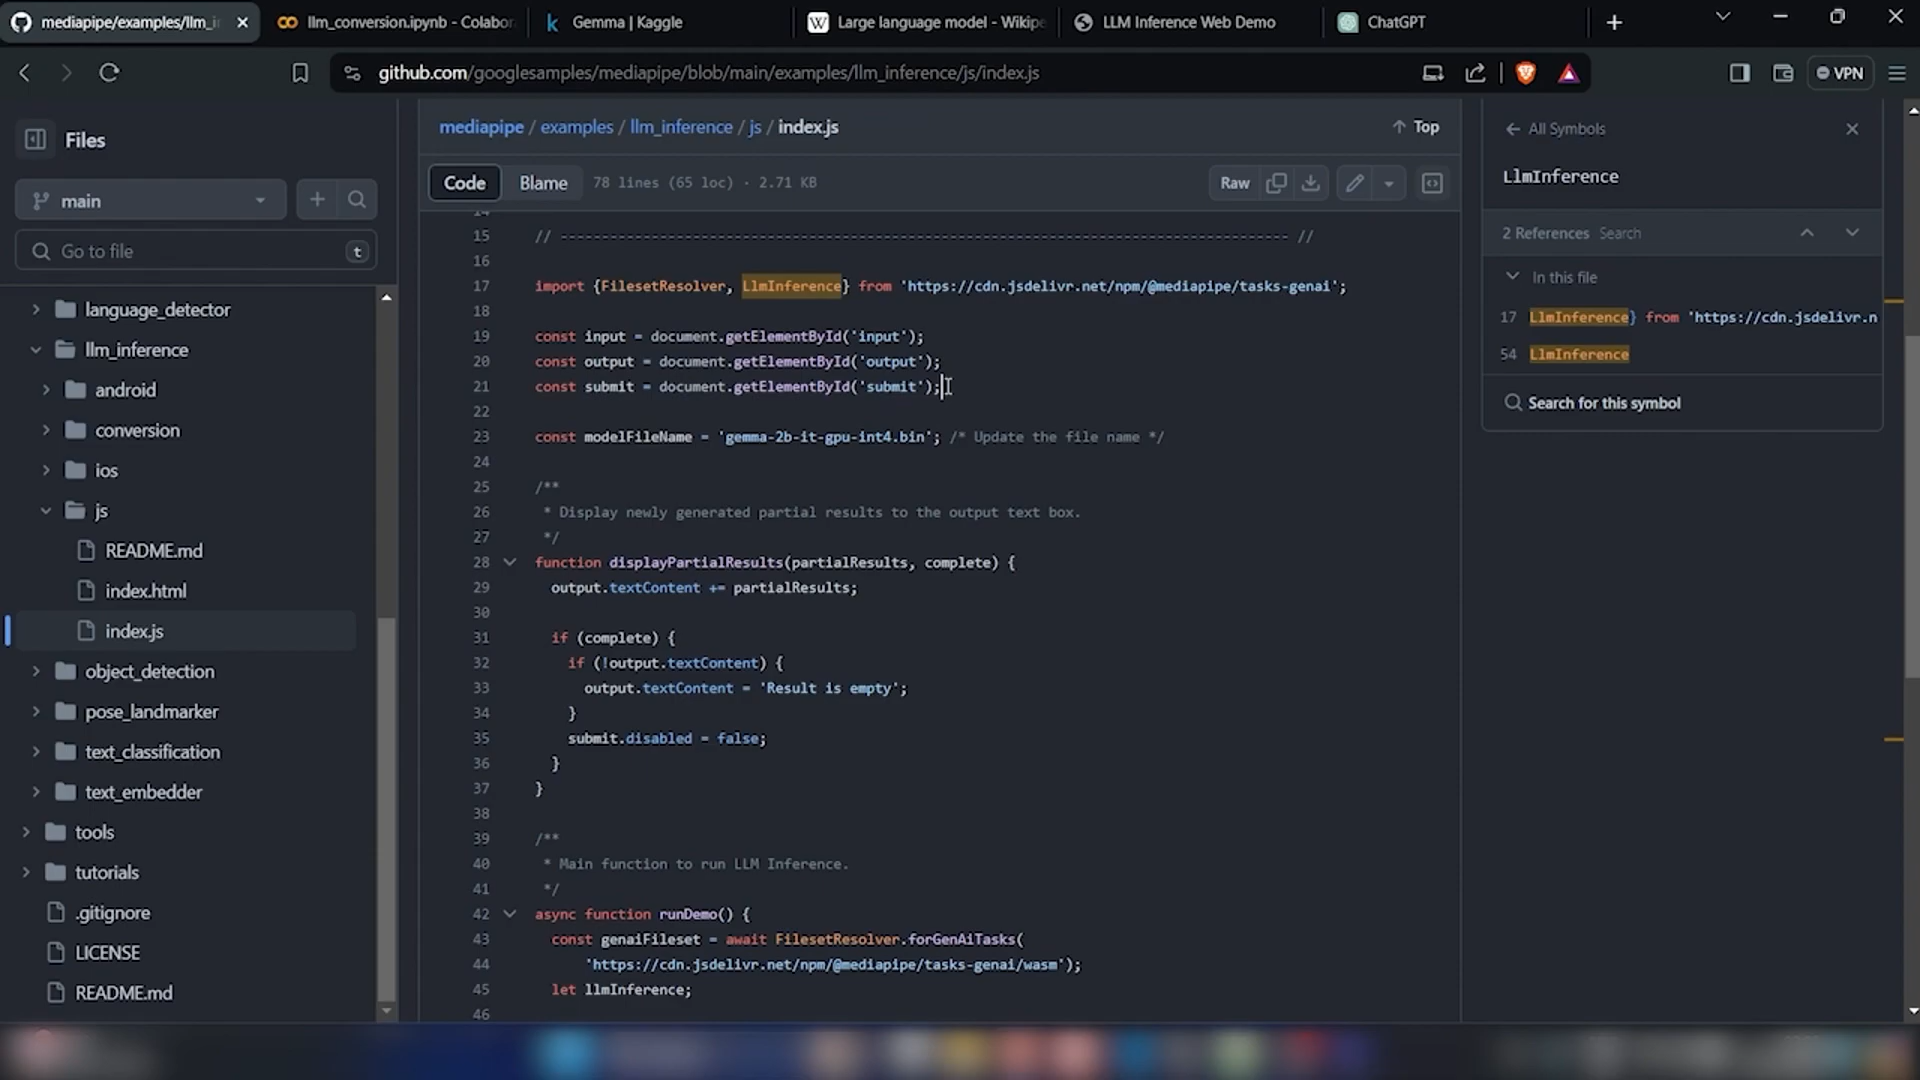 mediapipe/examples/llm_i
llm_conversion.ipynb - Colabor
Gemma | Kaggle
Large language model - Wikipe
LLM Inference Web Demo
ChatGPT
github.com/googlesamples/mediapipe/blob/main/examples/llm_inference/js/index.js
VPN
Files
main
Go to file
t
language_detector
llm_inference
android
conversion
ios
js
README.md
index.html
index.js
object_detection
pose_landmarker
text_classification
text_embedder
tools
tutorials
.gitignore
LICENSE
README.md
mediapipe / examples / llm_inference / js / index.js
Top
Code
Blame
78 lines (65 loc) · 2.71 KB
Raw
14
15 // ---------------------------------------------------------------------------------------- //
16
17 import {FilesetResolver, LlmInference} from 'https://cdn.jsdelivr.net/npm/@mediapipe/tasks-genai';
18
19 const input = document.getElementById('input');
20 const output = document.getElementById('output');
21 const submit = document.getElementById('submit');
22
23 const modelFileName = 'gemma-2b-it-gpu-int4.bin'; /* Update the file name */
24
25 /**
26 * Display newly generated partial results to the output text box.
27 */
28 function displayPartialResults(partialResults, complete) {
29 output.textContent += partialResults;
30
31 if (complete) {
32 if (!output.textContent) {
33 output.textContent = 'Result is empty';
34 }
35 submit.disabled = false;
36 }
37 }
38
39 /**
40 * Main function to run LLM Inference.
41 */
42 async function runDemo() {
43 const genaiFileset = await FilesetResolver.forGenAiTasks(
44 'https://cdn.jsdelivr.net/npm/@mediapipe/tasks-genai/wasm');
45 let llmInference;
46
All Symbols
LlmInference
2 References Search
In this file
17 LlmInference} from 'https://cdn.jsdelivr.n
54 LlmInference
Search for this symbol